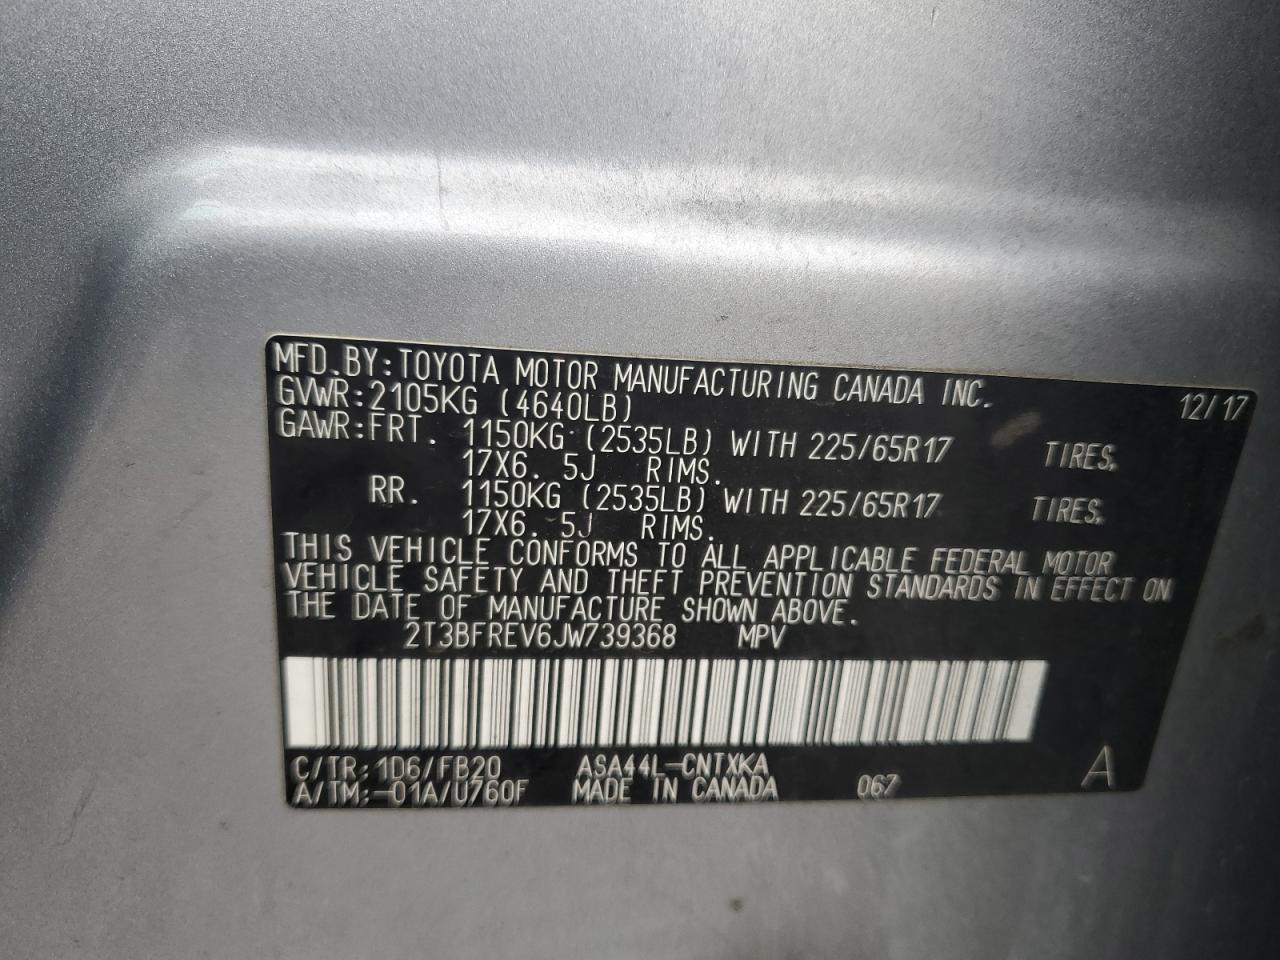 MFD.BY:TOYOTA MOTOR MANUFACTURING CANADA INC. 12/17
GVWR:2105KG (4640LB)
GAWR:FRT. 1150KG (2535LB) WITH 225/65R17 TIRES,
17X6. 5J RIMS.
RR. 1150KG (2535LB) WITH 225/65R17 TIRES,
17X6. 5J RIMS.
THIS VEHICLE CONFORMS TO ALL APPLICABLE FEDERAL MOTOR
VEHICLE SAFETY AND THEFT PREVENTION STANDARDS IN EFFECT ON
THE DATE OF MANUFACTURE SHOWN ABOVE.
2T3BFREV6JW739368 MPV
C/TR:1D6/FB20 ASA44L-CNTXKA
A/TM:-01A/U760F MADE IN CANADA 067 A